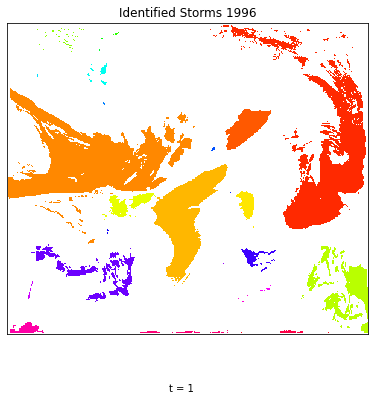 Identified Storms 1996
t = 1